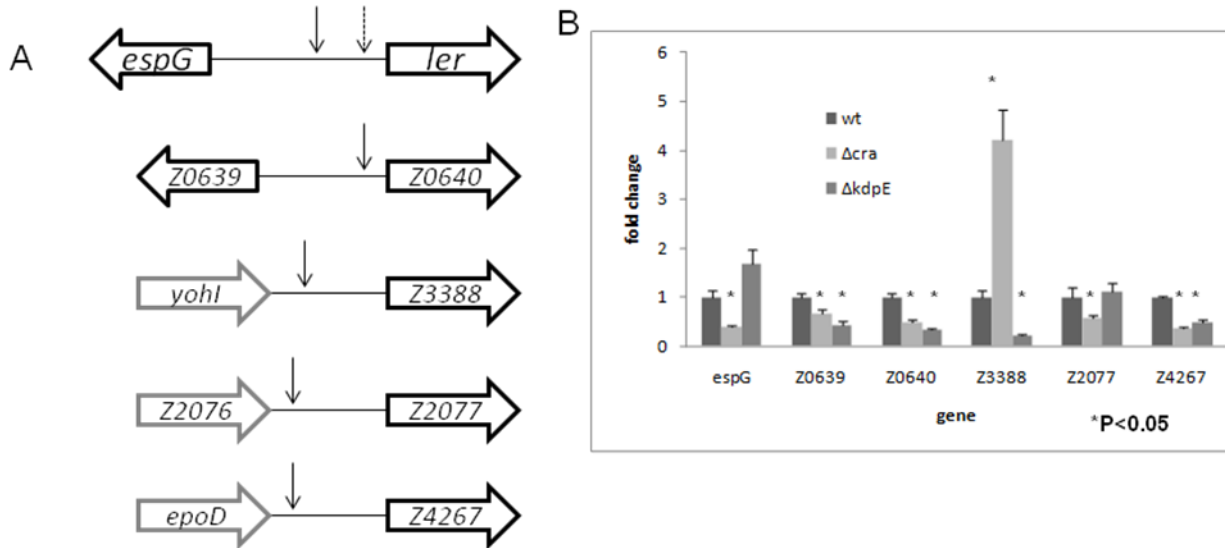 A
espG
ler
Z0639
Z0640
yohI
Z3388
Z2076
Z2077
epoD
Z4267
B
6
5
4
3
2
1
0
fold change
*
wt
Δcra
ΔkdpE
* * * * * * * * * *
espG Z0639 Z0640 Z3388 Z2077 Z4267
gene
*P<0.05